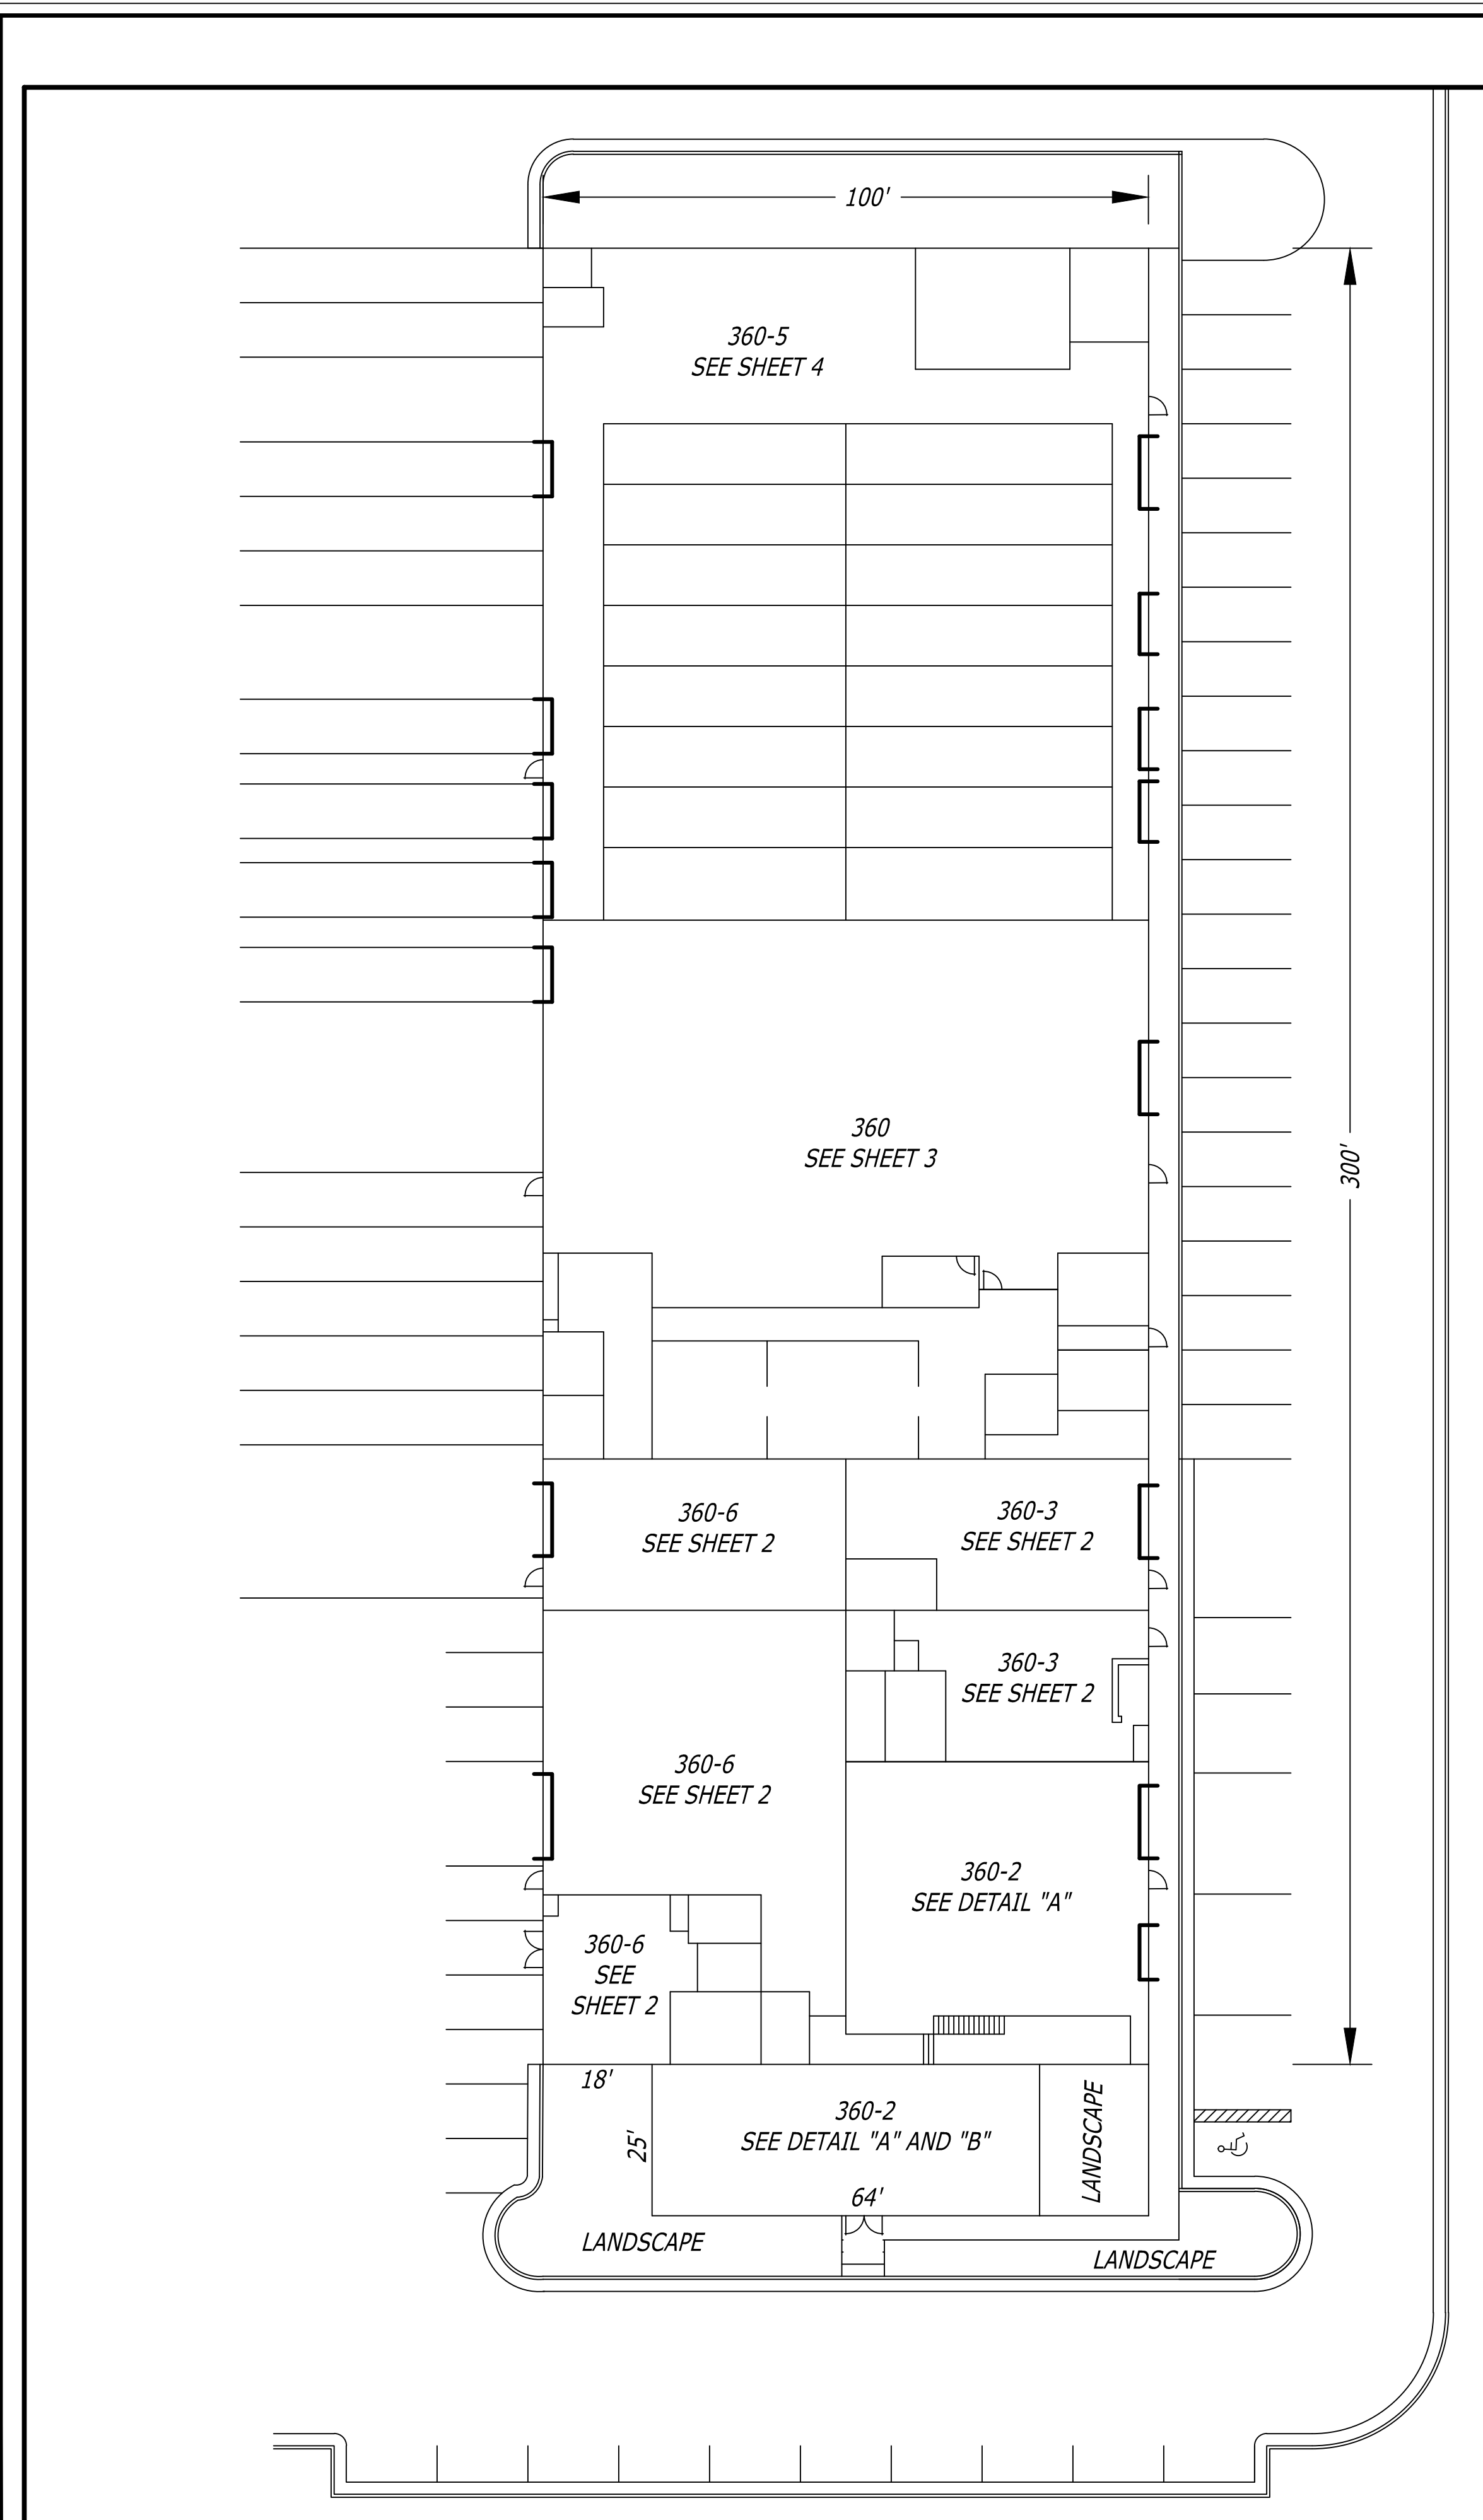 100'
360-5
SEE SHEET 4
300'
360
SEE SHEET 3
360-6
SEE SHEET 2
360-3
SEE SHEET 2
360-3
SEE SHEET 2
360-6
SEE SHEET 2
360-2
SEE DETAIL "A"
360-6
SEE
SHEET 2
18'
25'
360-2
SEE DETAIL "A" AND "B"
64'
LANDSCAPE
LANDSCAPE
LANDSCAPE